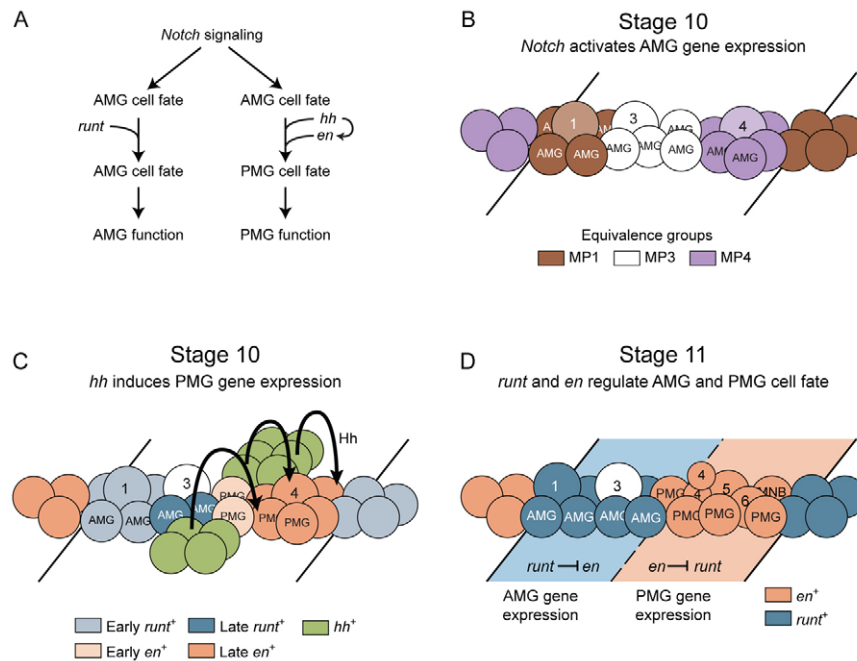 A
Notch signaling
AMG cell fate AMG cell fate
runt hh
en
AMG cell fate PMG cell fate
AMG function PMG function
B
Stage 10
Notch activates AMG gene expression
1 3 4
AMG AMG AMG AMG AMG
Equivalence groups
MP1 MP3 MP4
C
Stage 10
hh induces PMG gene expression
Hh
1 3 4
AMG AMG AMG PMG PMG
Early runt+ Late runt+ hh+
Early en+ Late en+
D
Stage 11
runt and en regulate AMG and PMG cell fate
4
1 3 5
PMG 4 6
AMG AMG AMG AMG PMG PMG PMG
runt en en runt
AMG gene PMG gene
expression expression
en+
runt+